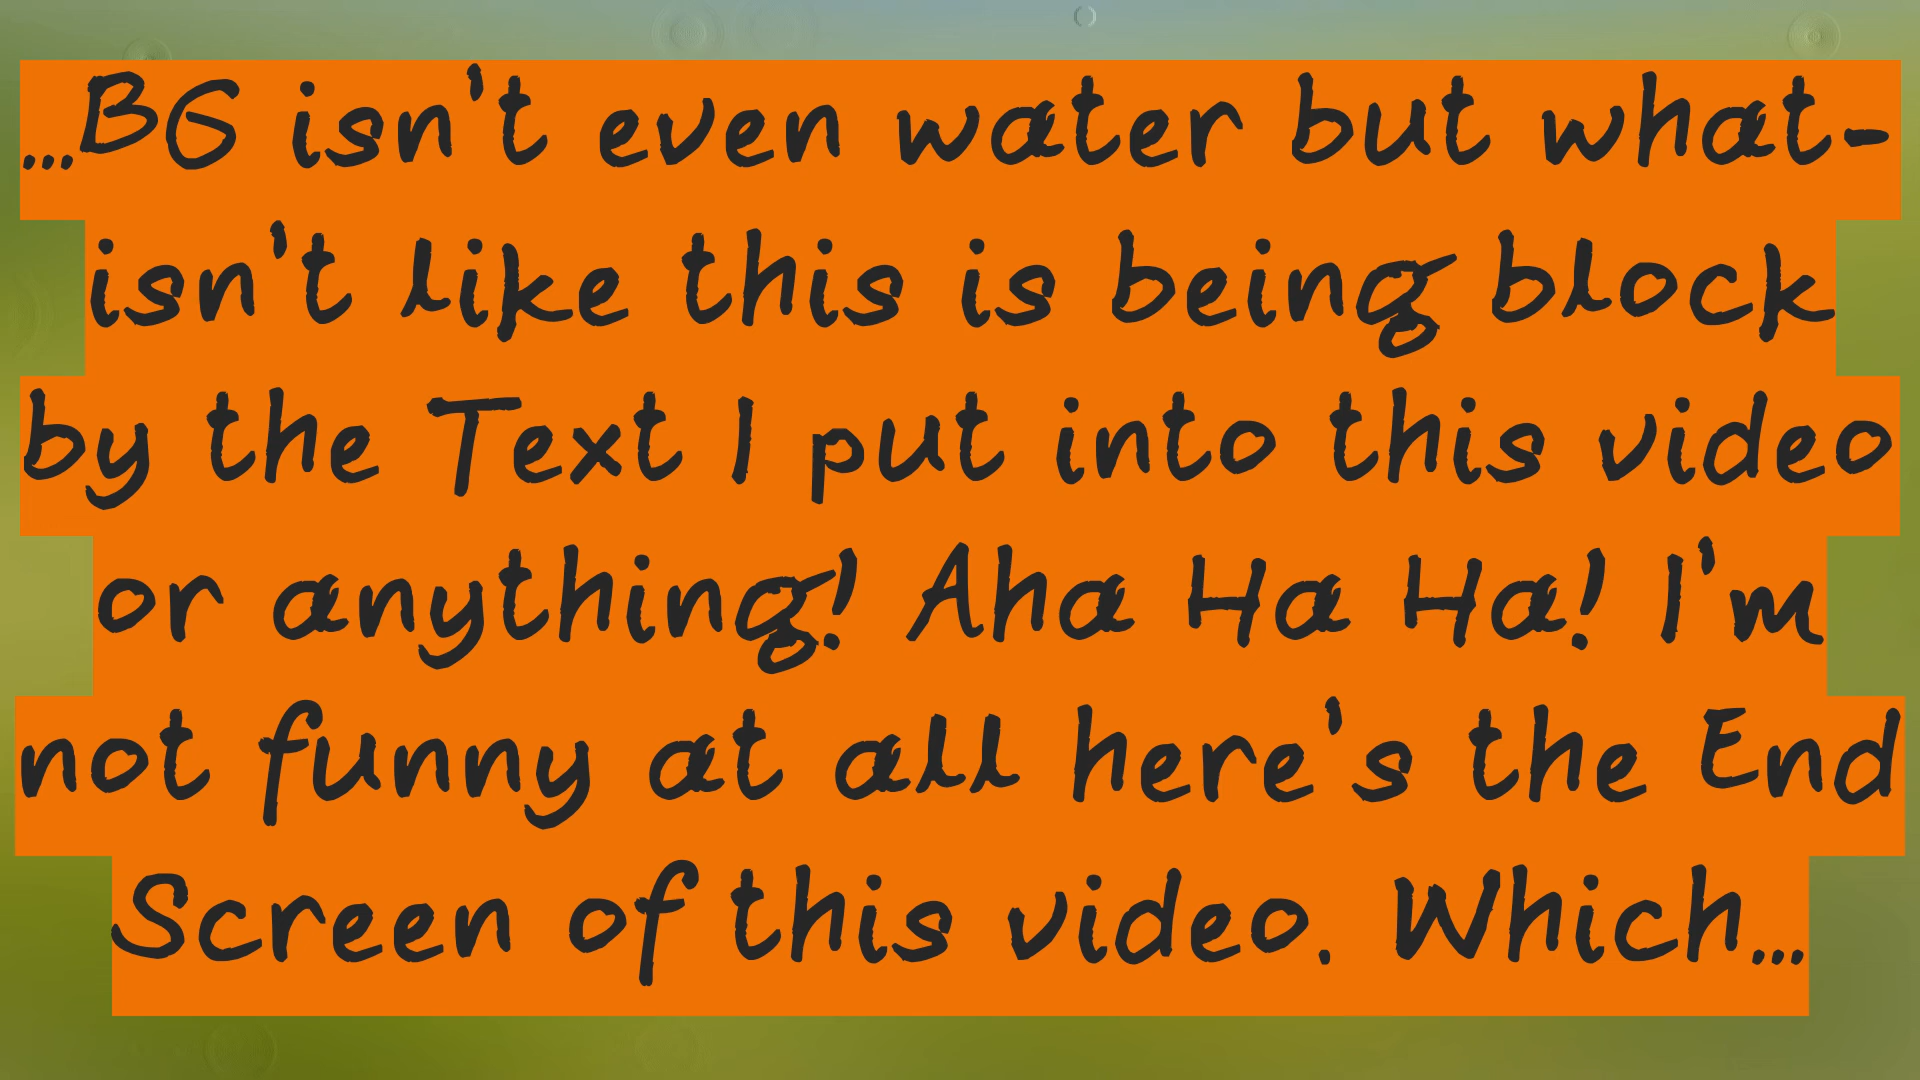 ...BG isn't even water but what-
isn't like this is being block
by the Text I put into this video
or anything! Aha Ha Ha! I'm
not funny at all here's the End
Screen of this video. Which...